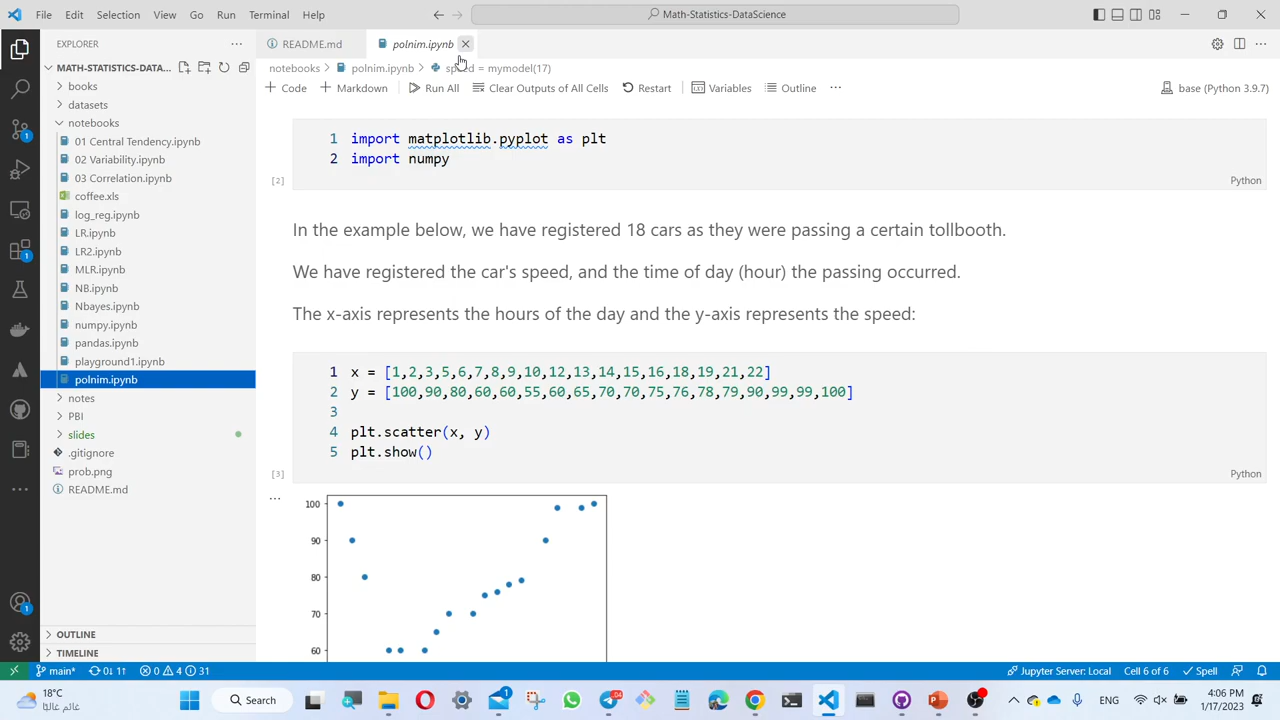 File Edit Selection View Go Run Terminal Help
Math-Statistics-DataScience
EXPLORER
README.md
polnim.ipynb
MATH-STATISTICS-DATA...
notebooks > polnim.ipynb > speed = mymodel(17)
+ Code + Markdown Run All Clear Outputs of All Cells Restart Variables Outline ...
base (Python 3.9.7)
books
datasets
notebooks
01 Central Tendency.ipynb
02 Variability.ipynb
03 Correlation.ipynb
coffee.xls
log_reg.ipynb
LR.ipynb
LR2.ipynb
MLR.ipynb
NB.ipynb
Nbayes.ipynb
numpy.ipynb
pandas.ipynb
playground1.ipynb
polnim.ipynb
notes
PBI
slides
.gitignore
prob.png
README.md
OUTLINE
TIMELINE
1 import matplotlib.pyplot as plt
2 import numpy
[2]
Python
In the example below, we have registered 18 cars as they were passing a certain tollbooth.
We have registered the car's speed, and the time of day (hour) the passing occurred.
The x-axis represents the hours of the day and the y-axis represents the speed:
1 x = [1,2,3,5,6,7,8,9,10,12,13,14,15,16,18,19,21,22]
2 y = [100,90,80,60,60,55,60,65,70,70,75,76,78,79,90,99,99,100]
3
4 plt.scatter(x, y)
5 plt.show()
[3]
Python
...
100
90
80
70
60
main* 0↓ 1↑ 0 4 31
Jupyter Server: Local Cell 6 of 6 Spell
18°C
غائم غالبًا
Search
1
.04
ENG
4:06 PM
1/17/2023